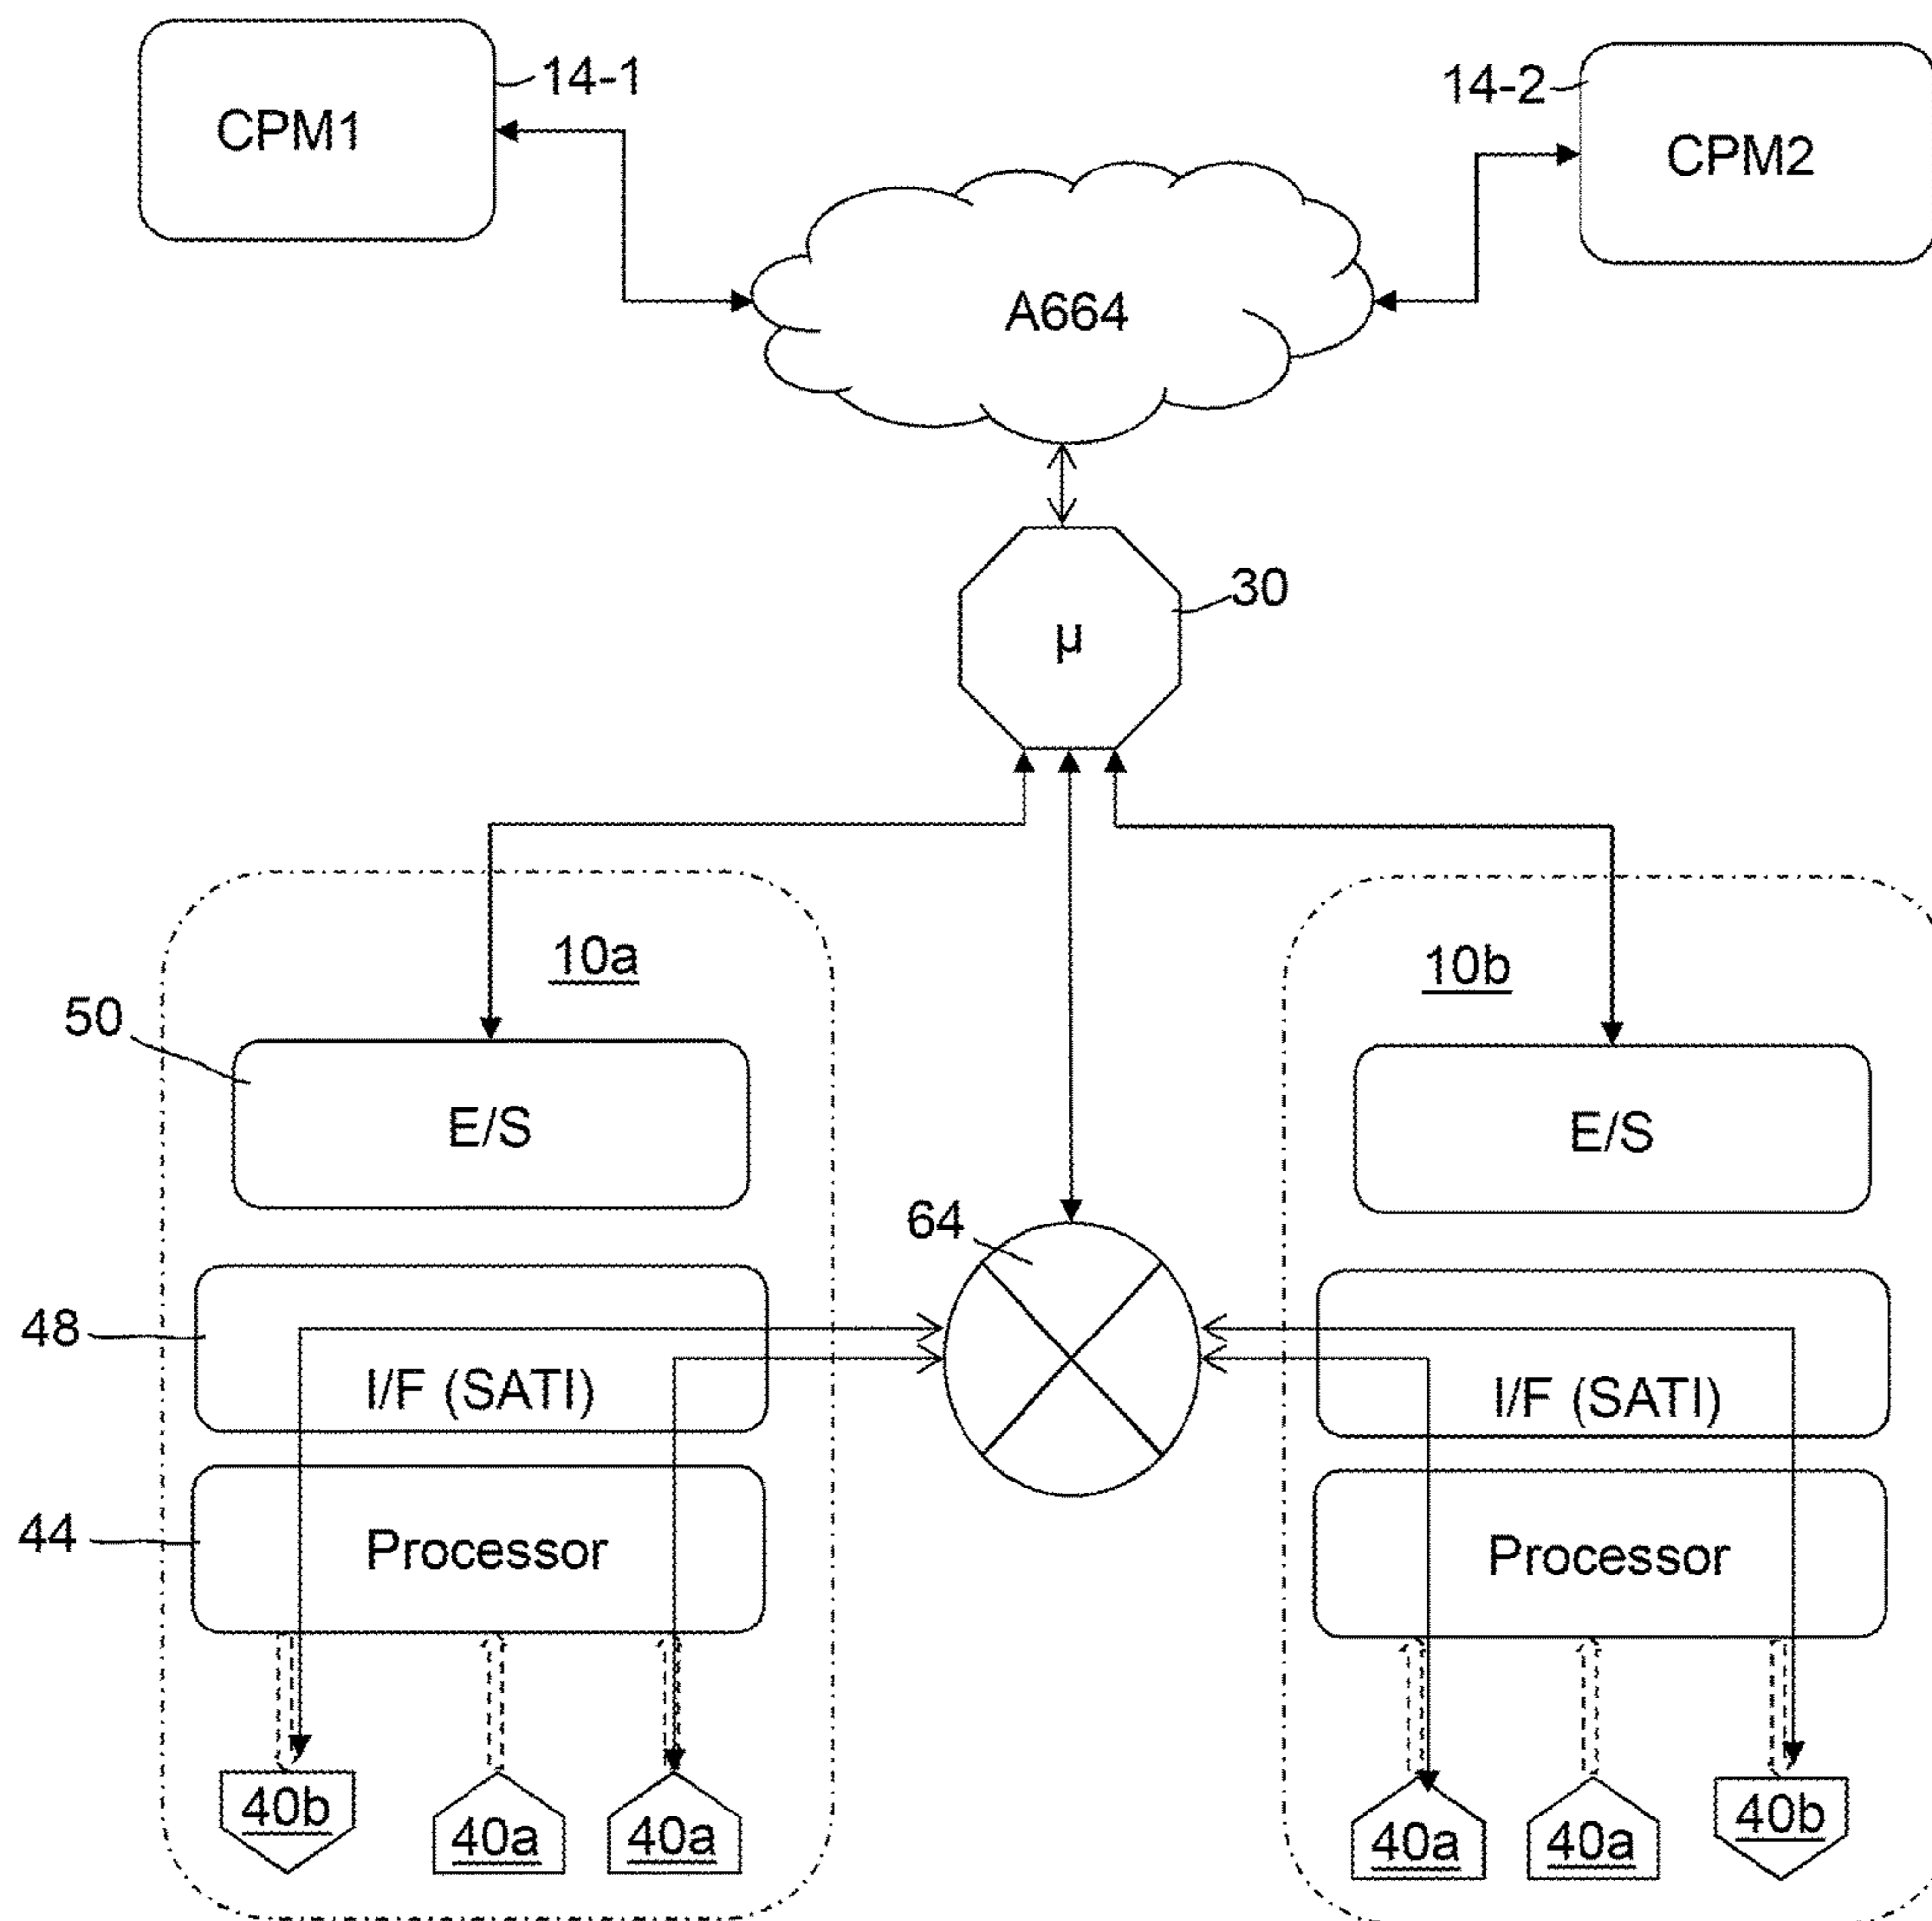 14-1
14-2
CPM1
CPM2
A664
30
µ
10a
10b
50
E/S
E/S
64
48
I/F (SATI)
I/F (SATI)
44
Processor
Processor
40b
40a
40a
40a
40a
40b